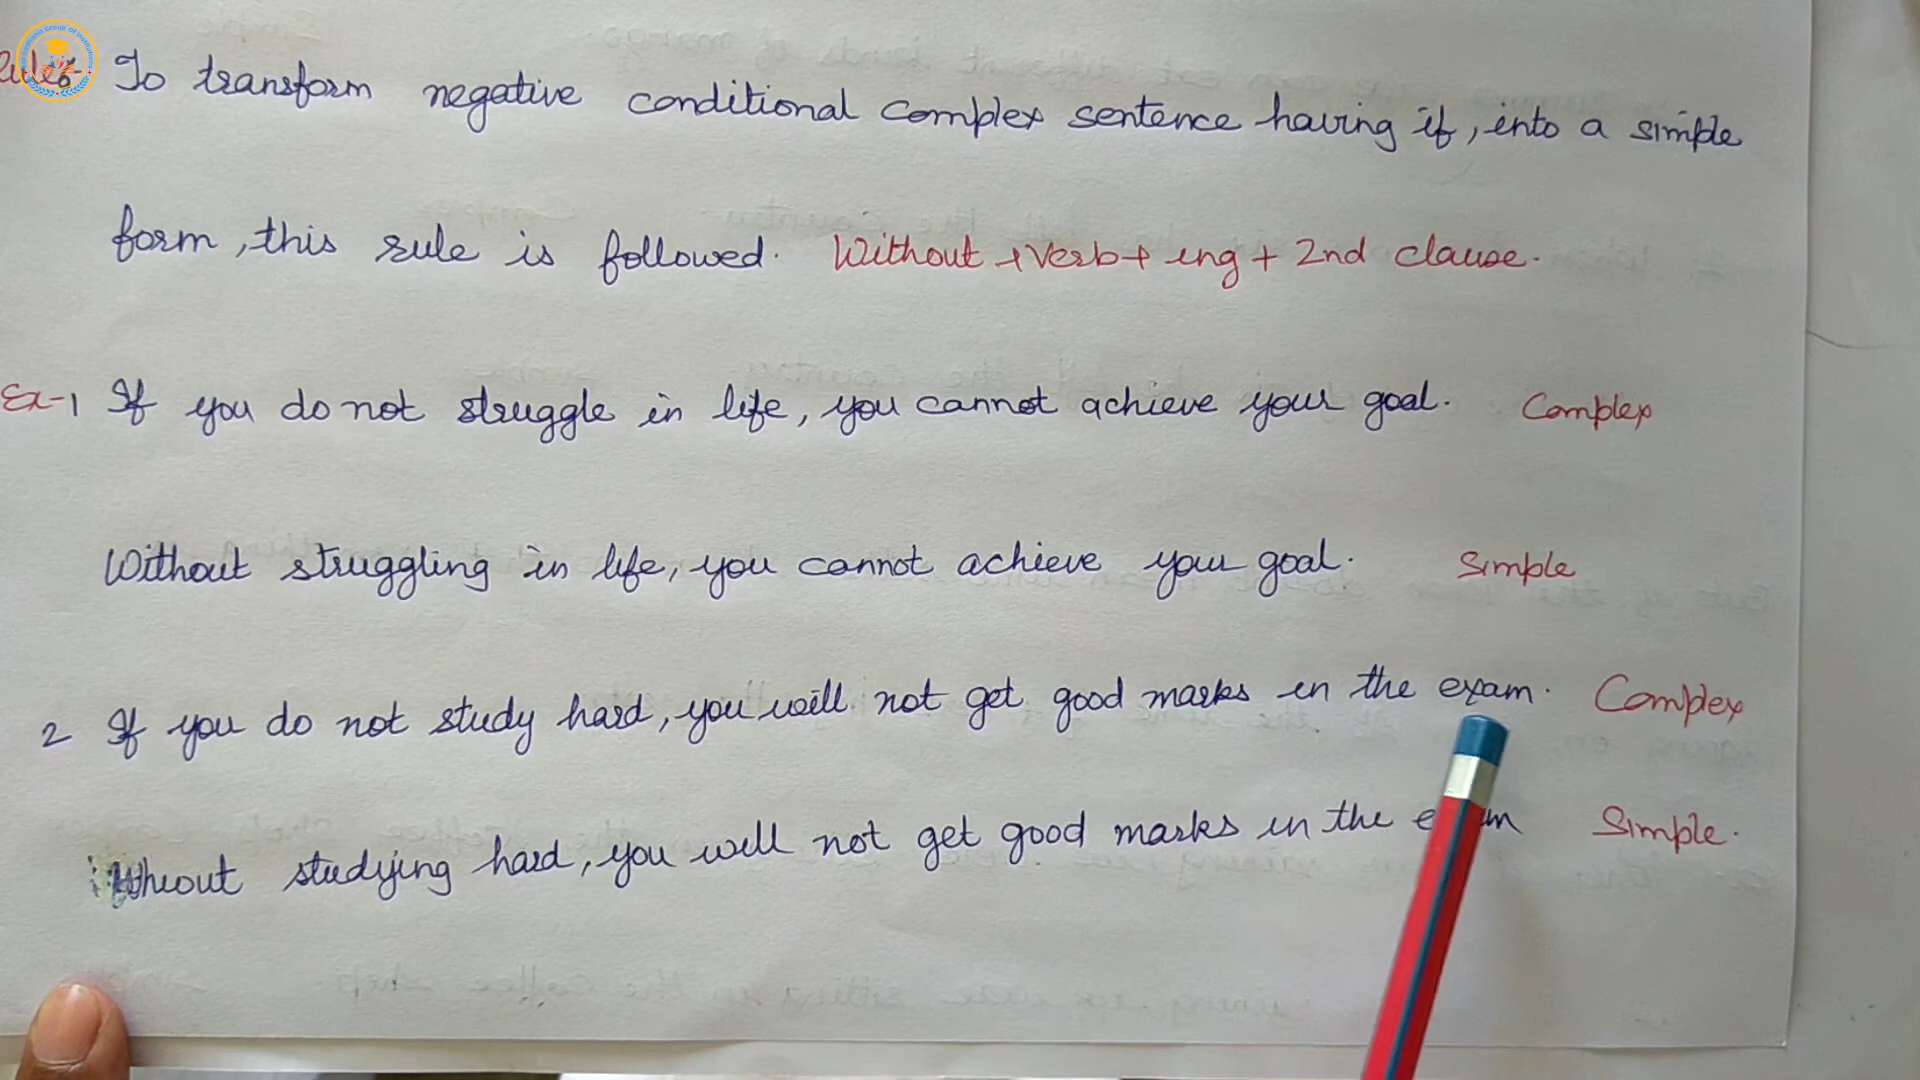 Rule:- To transform negative conditional complex sentence having if, into a simple
form, this rule is followed. Without + Verb + ing + 2nd clause.
Ex-1 If you do not struggle in life, you cannot achieve your goal. Complex
Without struggling in life, you cannot achieve your goal. Simple
2 If you do not study hard, you will not get good marks in the exam. Complex
studying hard, you will not get good marks in the Simple.